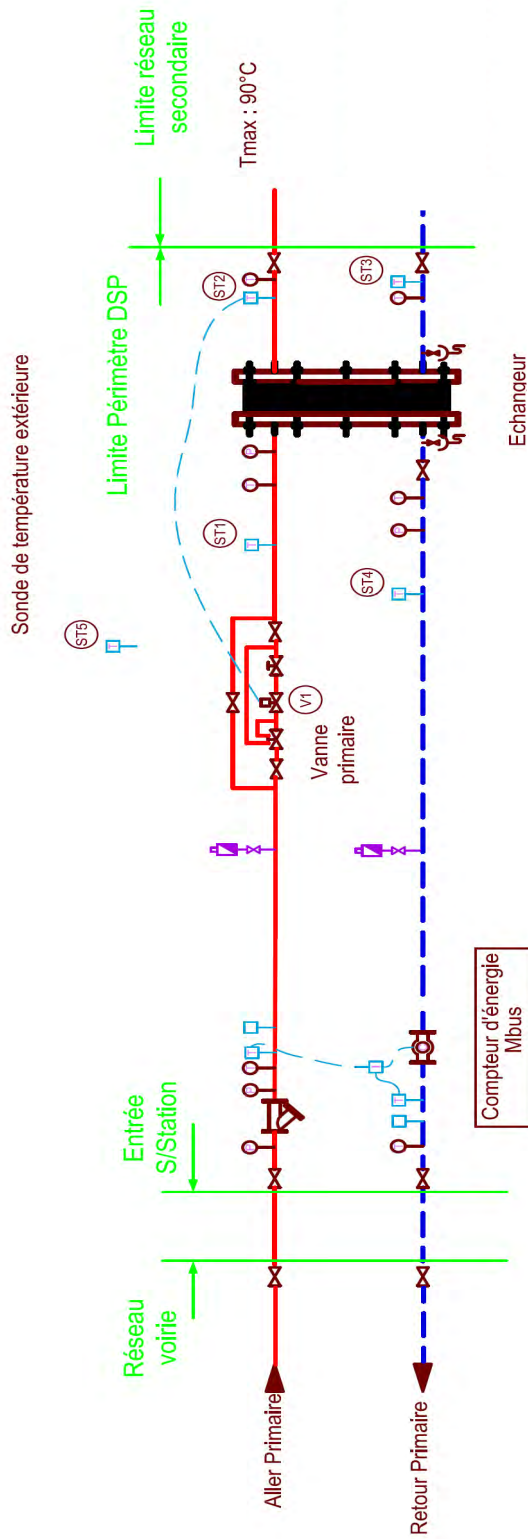 Sonde de température extérieure
Limite réseau
secondaire
Limite Périmètre DSP
Tmax : 90°C
Réseau
voirie
Entrée
S/Station
ST5
ST1
ST2
ST3
ST4
V1
Vanne
primaire
Aller Primaire
Retour Primaire
Compteur d'énergie
Mbus
Echangeur